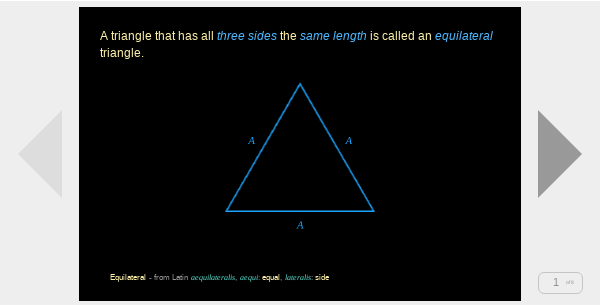 A triangle that has all three sides the same length is called an equilateral
triangle.
A
A
A
Equilateral - from Latin aequilateralis, aequi: equal, lateralis: side
1